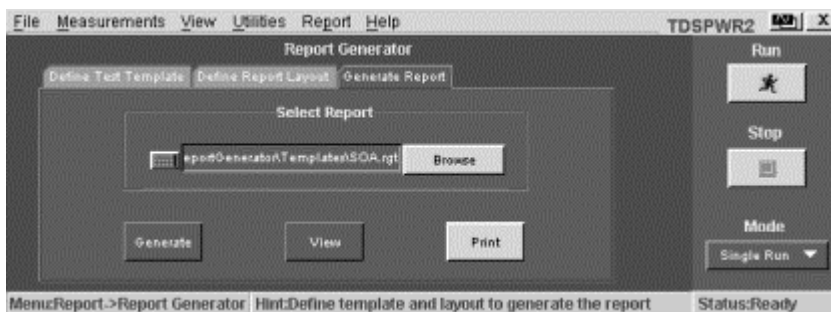 File Measurements View Utilities Report Help TDSPWR2 X
Report Generator
Run
Define Test Template Define Report Layout Generate Report
Select Report
Stop
eportGenerator\Templates\SOA.rgt Browse
Mode
Generate View Print
Single Run
Menu:Report->Report Generator Hint:Define template and layout to generate the report Status:Ready